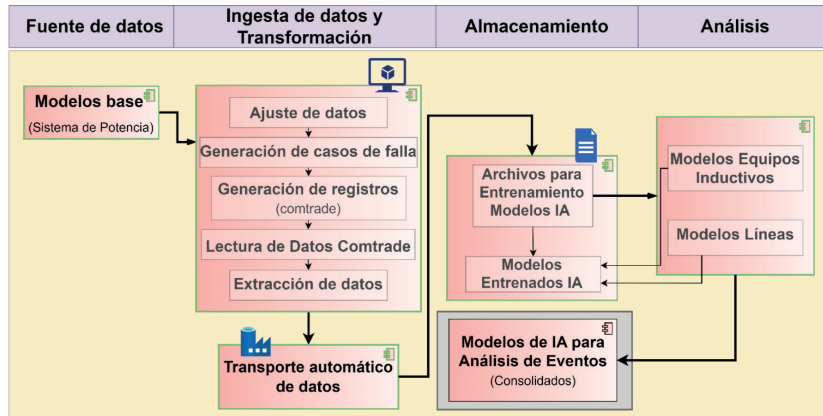 Fuente de datos
Ingesta de datos y
Transformación
Almacenamiento
Análisis
Modelos base
(Sistema de Potencia)
Ajuste de datos
Generación de casos de falla
Generación de registros
(comtrade)
Lectura de Datos Comtrade
Extracción de datos
Transporte automático
de datos
Archivos para
Entrenamiento
Modelos IA
Modelos
Entrenados IA
Modelos Equipos
Inductivos
Modelos Líneas
Modelos de IA para
Análisis de Eventos
(Consolidados)